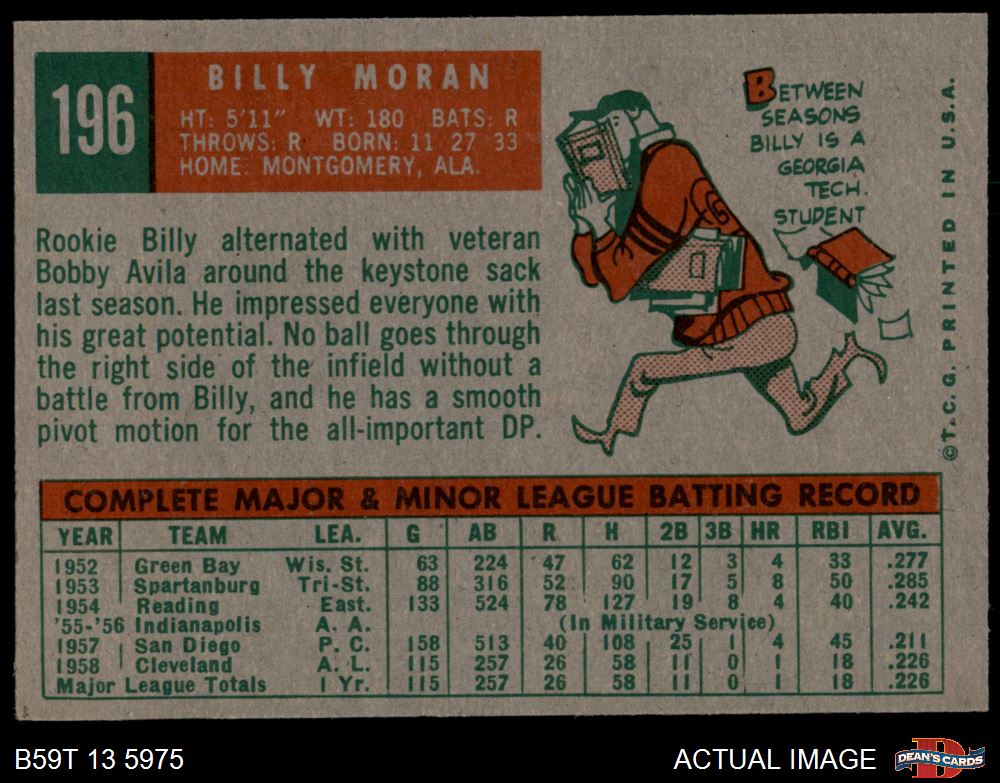 196
BILLY MORAN
HT: 5'11" WT: 180 BATS: R
THROWS: R BORN: 11 27 33
HOME: MONTGOMERY, ALA.
Rookie Billy alternated with veteran
Bobby Avila around the keystone sack
last season. He impressed everyone with
his great potential. No ball goes through
the right side of the infield without a
battle from Billy, and he has a smooth
pivot motion for the all-important DP.
BETWEEN
SEASONS
BILLY IS A
GEORGIA
TECH.
STUDENT
G
©T.C.G. PRINTED IN U.S.A.
COMPLETE MAJOR & MINOR LEAGUE BATTING RECORD
YEAR TEAM LEA. G AB R H 2B 3B HR RBI AVG.
1952 Green Bay Wis. St. 63 224 47 62 12 3 4 33 .277
1953 Spartanburg Tri-St. 88 316 52 90 17 5 8 50 .285
1954 Reading East. 133 524 78 127 19 8 4 40 .242
'55-'56 Indianapolis A. A. (In Military Service)
1957 San Diego P. C. 158 513 40 108 25 1 4 45 .211
1958 Cleveland A. L. 115 257 26 58 11 0 1 18 .226
Major League Totals 1 Yr. 115 257 26 58 11 0 1 18 .226
B59T 13 5975
ACTUAL IMAGE
D
DEAN'S CARDS